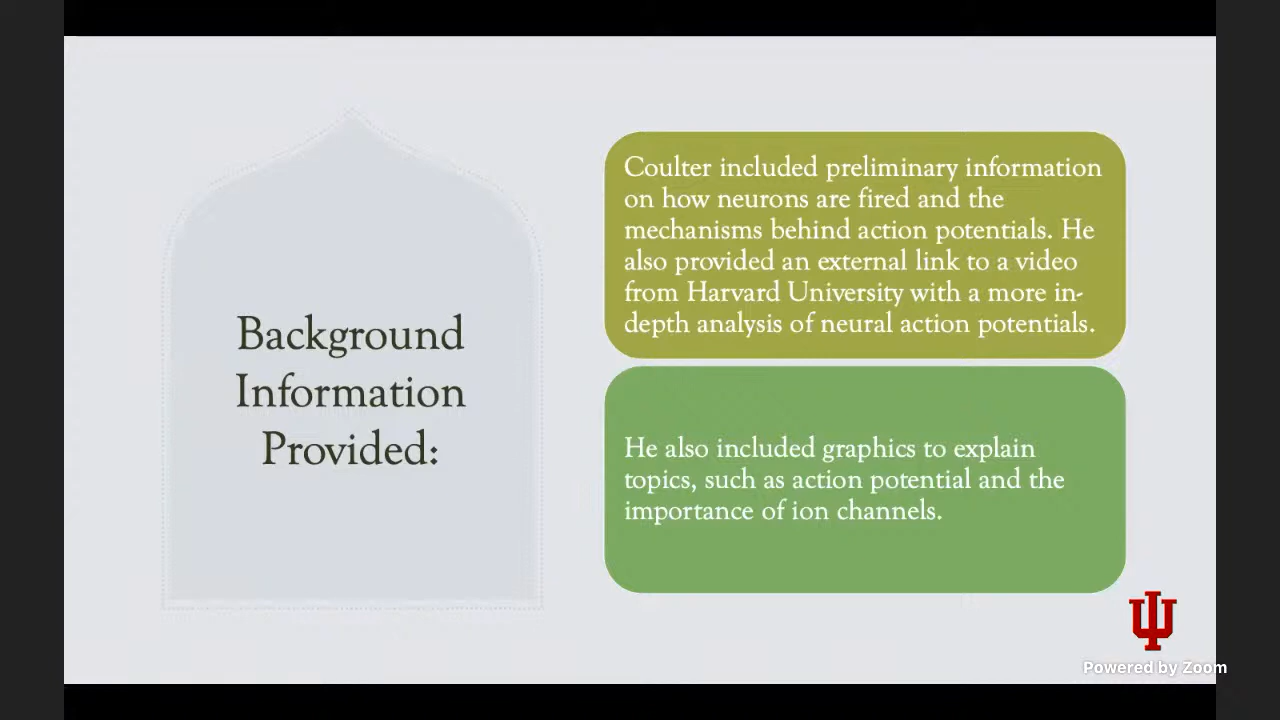 Background
Information
Provided:
Coulter included preliminary information
on how neurons are fired and the
mechanisms behind action potentials. He
also provided an external link to a video
from Harvard University with a more in-
depth analysis of neural action potentials.
He also included graphics to explain
topics, such as action potential and the
importance of ion channels.
Powered by Zoom